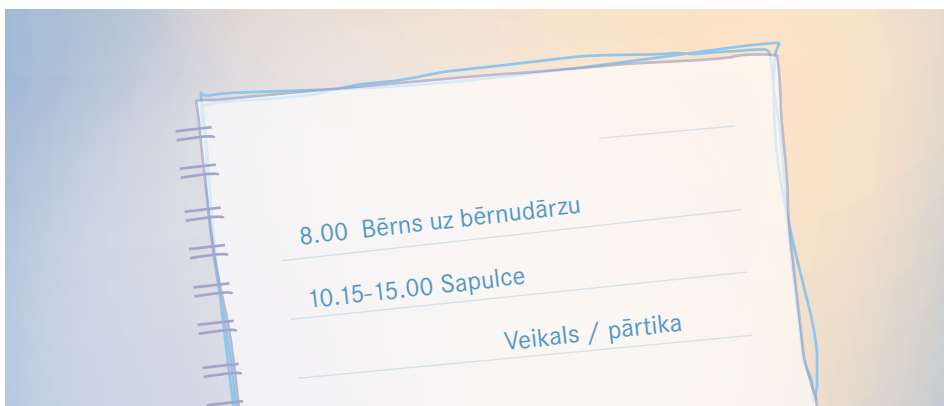 8.00 Bērns uz bērnudārzu
10.15-15.00 Sapulce
Veikals / pārtika